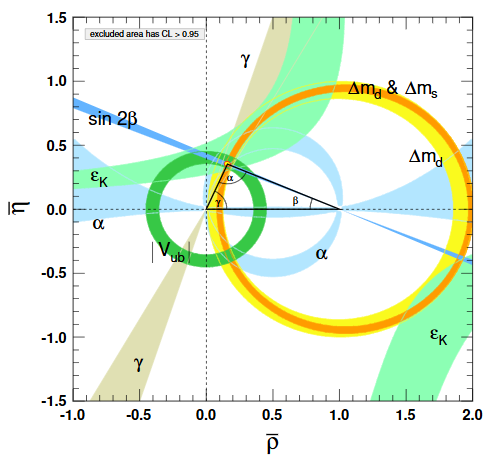 excluded area has CL > 0.95
γ
Δm_d & Δm_s
sin 2β
Δm_d
ε_K
α
α
β
γ
α
|V_ub|
ε_K
γ
1.5
1.0
0.5
0.0
-0.5
-1.0
-1.5
η̅
-1.0 -0.5 0.0 0.5 1.0 1.5 2.0
ρ̅